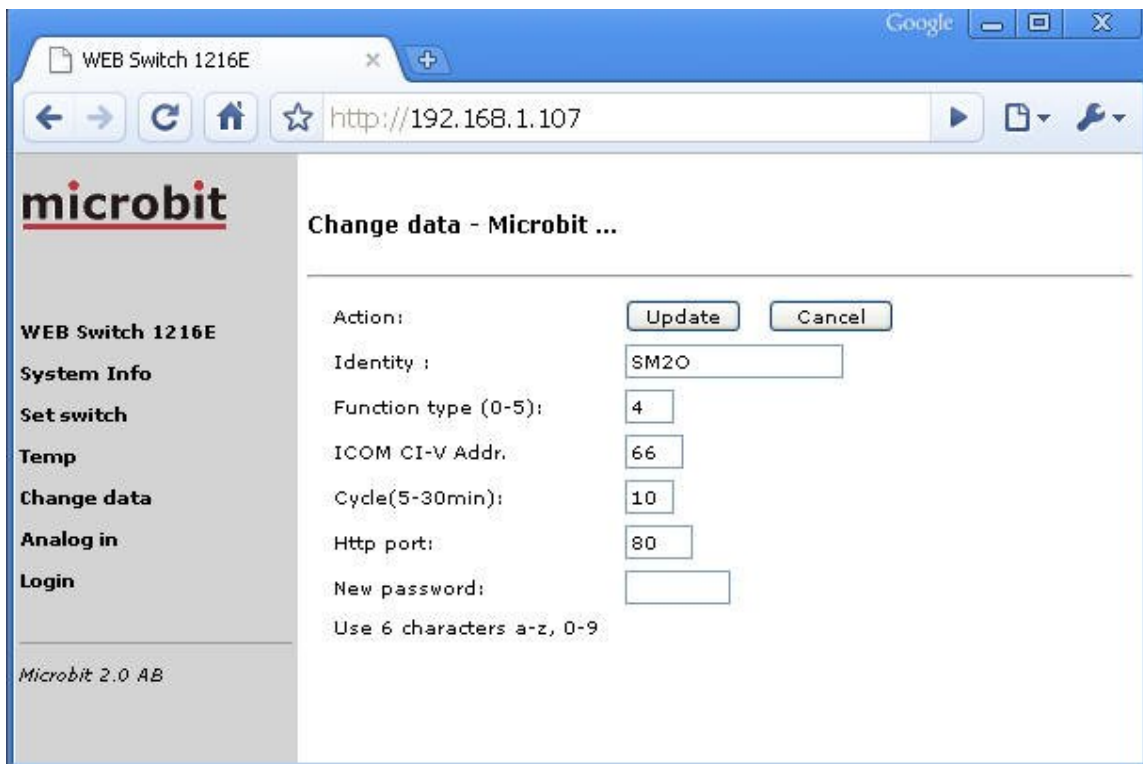 Google
WEB Switch 1216E
http://192.168.1.107
microbit
WEB Switch 1216E
System Info
Set switch
Temp
Change data
Analog in
Login
Microbit 2.0 AB
Change data - Microbit ...
Action: Update Cancel
Identity : SM2O
Function type (0-5): 4
ICOM CI-V Addr. 66
Cycle(5-30min): 10
Http port: 80
New password:
Use 6 characters a-z, 0-9